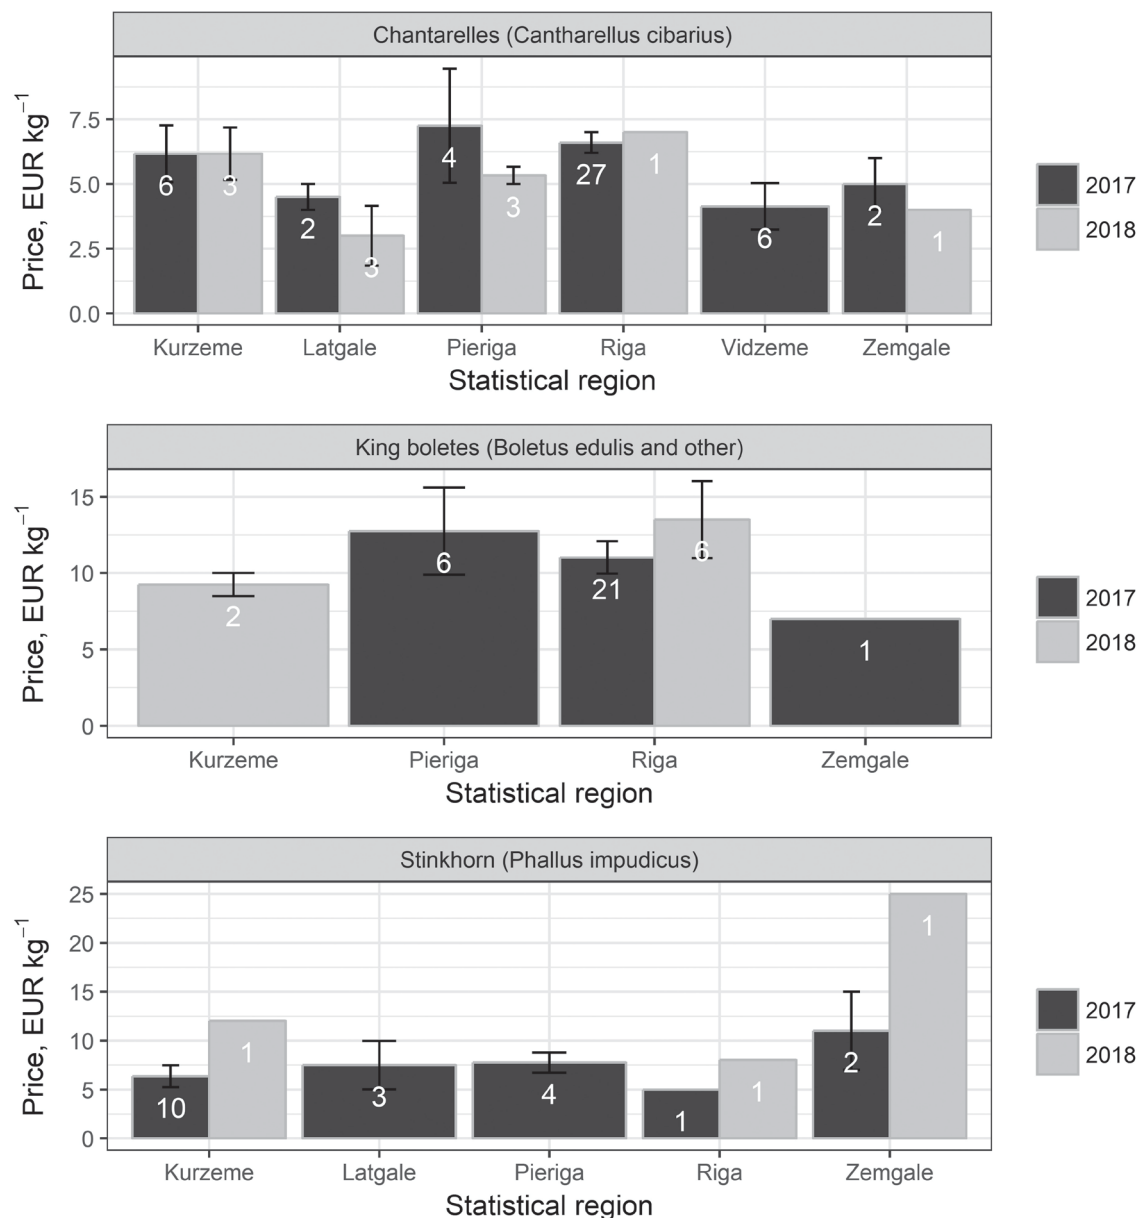 Chantarelles (Cantharellus cibarius)
Price, EUR kg⁻¹
7.5
5.0
2.5
0.0
6 3 2 3 4 3 27 1 6 2 1
Kurzeme Latgale Pieriga Riga Vidzeme Zemgale
Statistical region
2017
2018
King boletes (Boletus edulis and other)
Price, EUR kg⁻¹
15
10
5
0
2 6 21 6 1
Kurzeme Pieriga Riga Zemgale
Statistical region
2017
2018
Stinkhorn (Phallus impudicus)
Price, EUR kg⁻¹
25
20
15
10
5
0
10 1 3 4 1 1 2 1
Kurzeme Latgale Pieriga Riga Zemgale
Statistical region
2017
2018